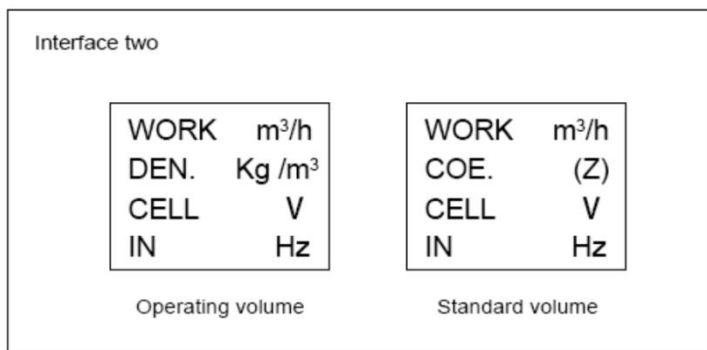 Interface two
WORK m³/h
DEN. Kg /m³
CELL V
IN Hz
Operating volume
WORK m³/h
COE. (Z)
CELL V
IN Hz
Standard volume